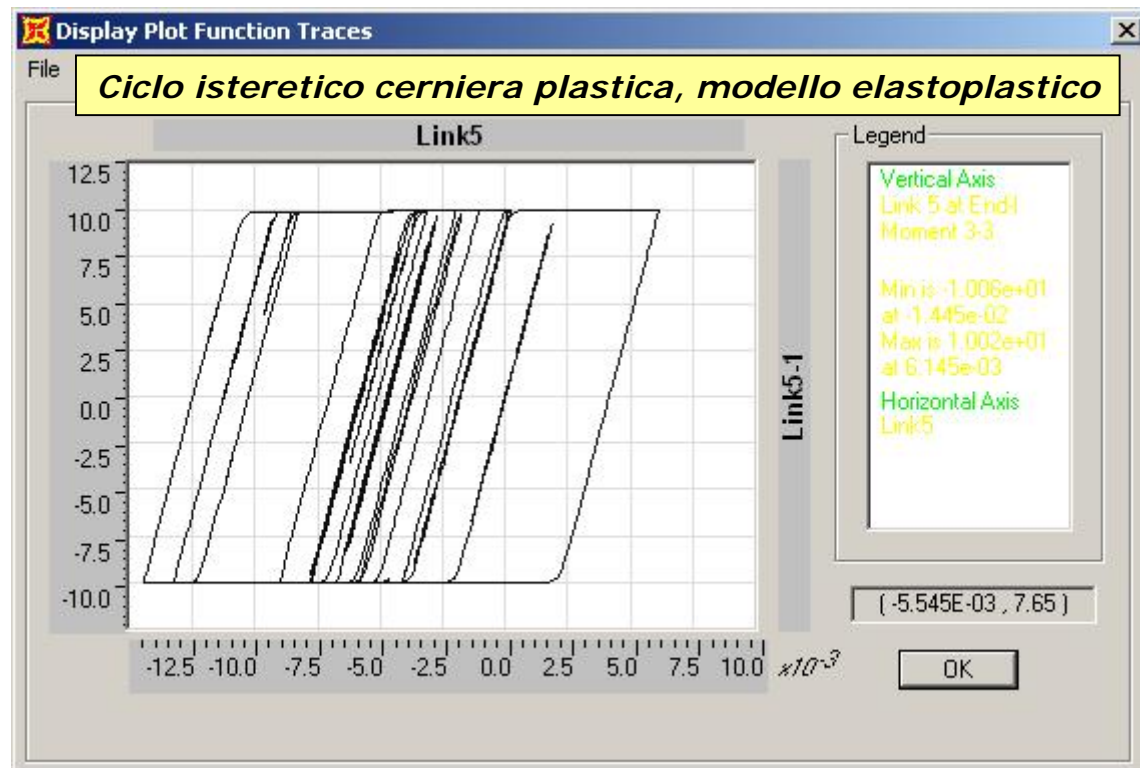 Display Plot Function Traces
File
Ciclo isteretico cerniera plastica, modello elastoplastico
Link5
12.5
10.0
7.5
5.0
2.5
0.0
-2.5
-5.0
-7.5
-10.0
-12.5 -10.0 -7.5 -5.0 -2.5 0.0 2.5 5.0 7.5 10.0 x10^-3
Link5-1
Legend
Vertical Axis
Link 5 at End-I
Moment 3-3
Min is -1.006e+01
at -1.445e-02
Max is 1.002e+01
at 6.145e-03
Horizontal Axis
Link5
( -5.545E-03 , 7.65 )
OK